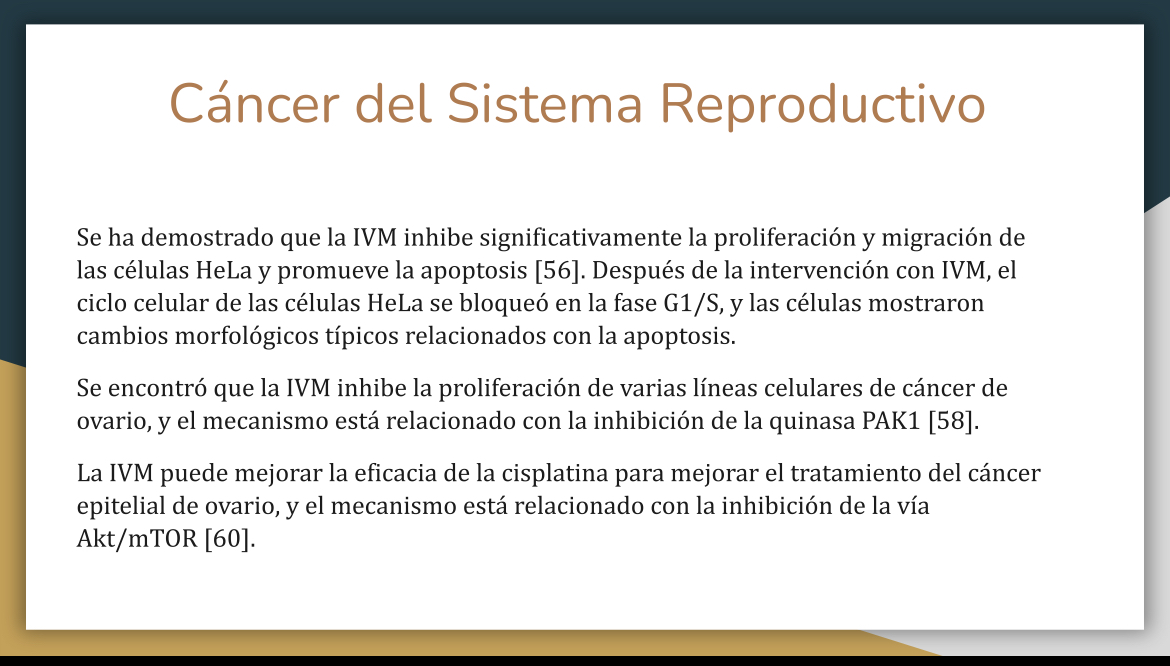 Cáncer del Sistema Reproductivo
Se ha demostrado que la IVM inhibe significativamente la proliferación y migración de
las células HeLa y promueve la apoptosis [56]. Después de la intervención con IVM, el
ciclo celular de las células HeLa se bloqueó en la fase G1/S, y las células mostraron
cambios morfológicos típicos relacionados con la apoptosis.
Se encontró que la IVM inhibe la proliferación de varias líneas celulares de cáncer de
ovario, y el mecanismo está relacionado con la inhibición de la quinasa PAK1 [58].
La IVM puede mejorar la eficacia de la cisplatina para mejorar el tratamiento del cáncer
epitelial de ovario, y el mecanismo está relacionado con la inhibición de la vía
Akt/mTOR [60].